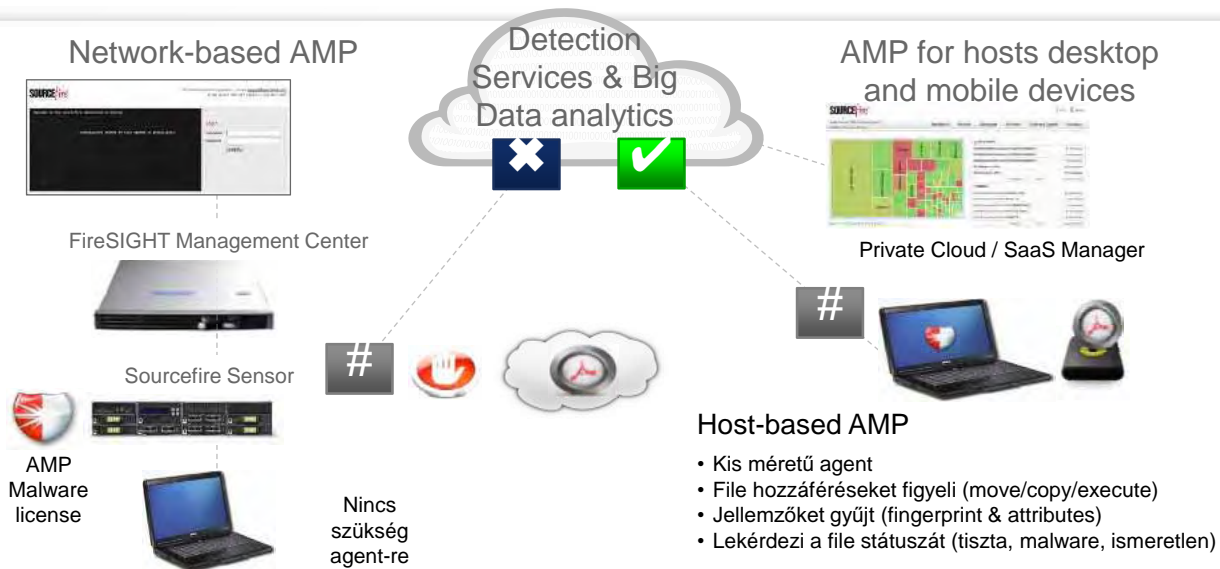 Network-based AMP
Detection
Services & Big
Data analytics
AMP for hosts desktop
and mobile devices
SOURCEfire
SOURCEfire
FireSIGHT Management Center
Private Cloud / SaaS Manager
#
#
Sourcefire Sensor
AMP
Malware
license
Nincs
szükség
agent-re
Host-based AMP
• Kis méretű agent
• File hozzáféréseket figyeli (move/copy/execute)
• Jellemzőket gyűjt (fingerprint & attributes)
• Lekérdezi a file státuszát (tiszta, malware, ismeretlen)